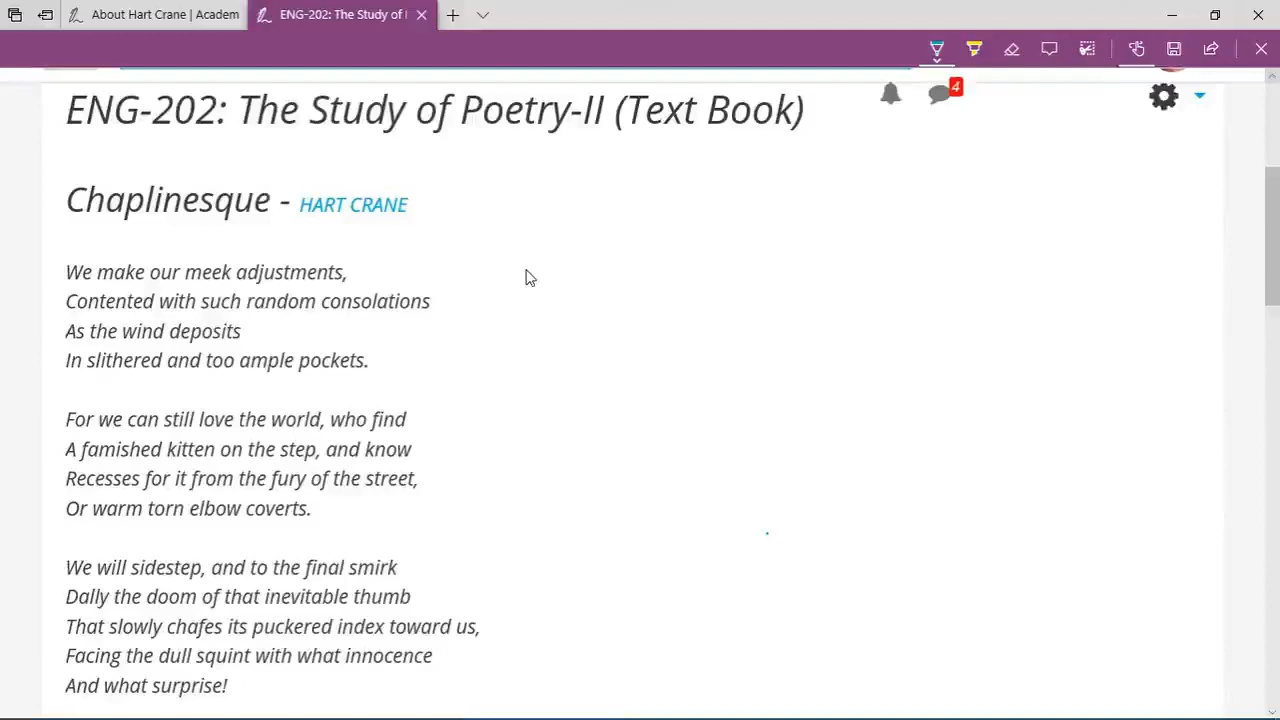 About Hart Crane | Academ
ENG-202: The Study of
4
ENG-202: The Study of Poetry-II (Text Book)
Chaplinesque - HART CRANE
We make our meek adjustments,
Contented with such random consolations
As the wind deposits
In slithered and too ample pockets.
For we can still love the world, who find
A famished kitten on the step, and know
Recesses for it from the fury of the street,
Or warm torn elbow coverts.
We will sidestep, and to the final smirk
Dally the doom of that inevitable thumb
That slowly chafes its puckered index toward us,
Facing the dull squint with what innocence
And what surprise!